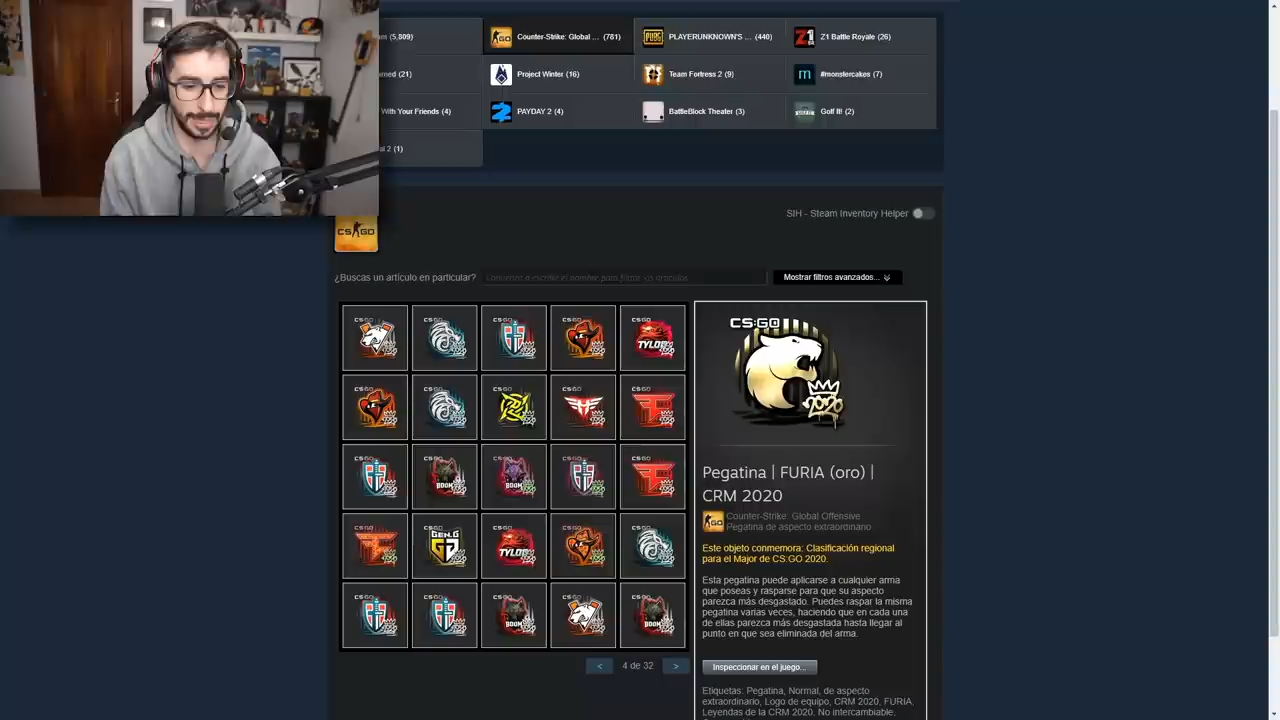 (5,809)
Counter-Strike: Global ... (781)
PLAYERUNKNOWN'S ... (440)
Z1 Battle Royale (26)
(21)
Project Winter (16)
Team Fortress 2 (9)
#monstercakes (7)
With Your Friends (4)
PAYDAY 2 (4)
BattleBlock Theater (3)
Golf It! (2)
2 (1)
SIH - Steam Inventory Helper
CS GO
¿Buscas un artículo en particular?
Mostrar filtros avanzados...
CS:GO
2020
Pegatina | FURIA (oro) |
CRM 2020
Counter-Strike: Global Offensive
Pegatina de aspecto extraordinario
Este objeto conmemora: Clasificación regional
para el Major de CS:GO 2020.
Esta pegatina puede aplicarse a cualquier arma
que poseas y rasparse para que su aspecto
parezca más desgastado. Puedes raspar la misma
pegatina varias veces, haciendo que en cada una
de ellas parezca más desgastada hasta llegar al
punto en que sea eliminada del arma.
< 4 de 32 >
Inspeccionar en el juego...
Etiquetas: Pegatina, Normal, de aspecto
extraordinario, Logo de equipo, CRM 2020, FURIA,
Leyendas de la CRM 2020, No intercambiable,